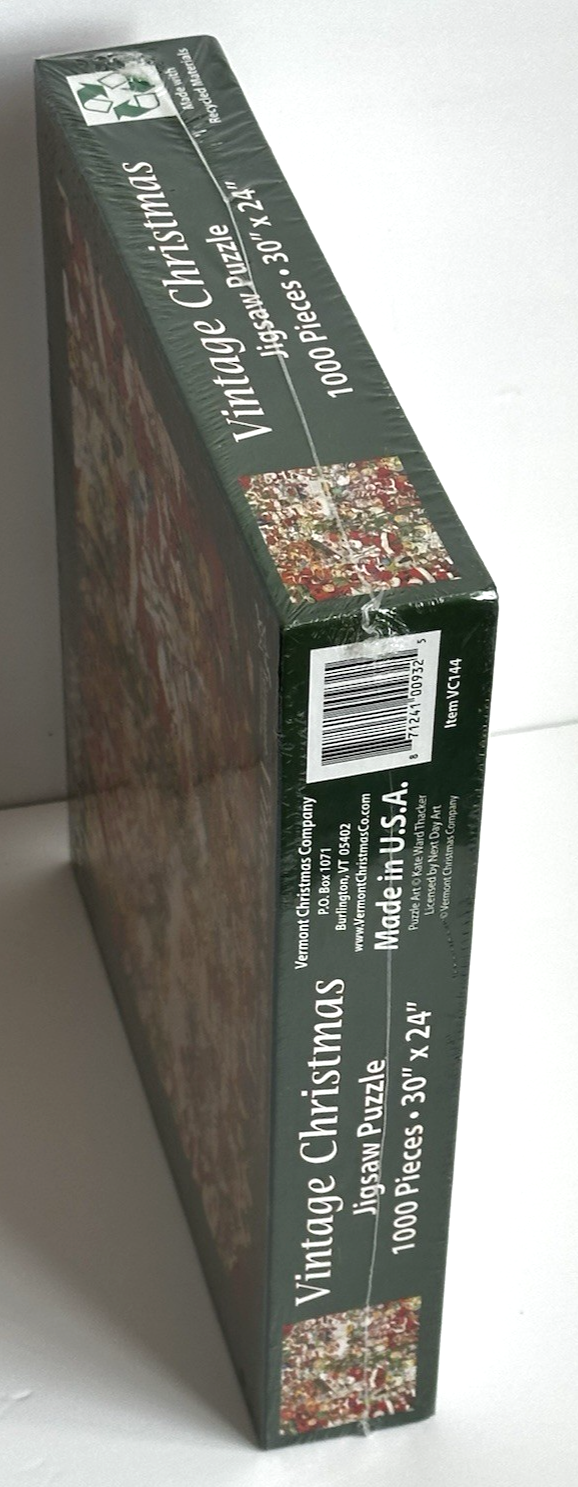 Made with
Recycled Materials
Vintage Christmas
Jigsaw Puzzle
1000 Pieces • 30" x 24"
8 71241 00932 5
Item VC144
Vermont Christmas Company
P.O. Box 1071
Burlington, VT 05402
www.VermontChristmasCo.com
Made in U.S.A.
Puzzle Art © Kate Ward Thacker
Licensed by Next Day Art
© Vermont Christmas Company
Vintage Christmas
Jigsaw Puzzle
1000 Pieces • 30" x 24"